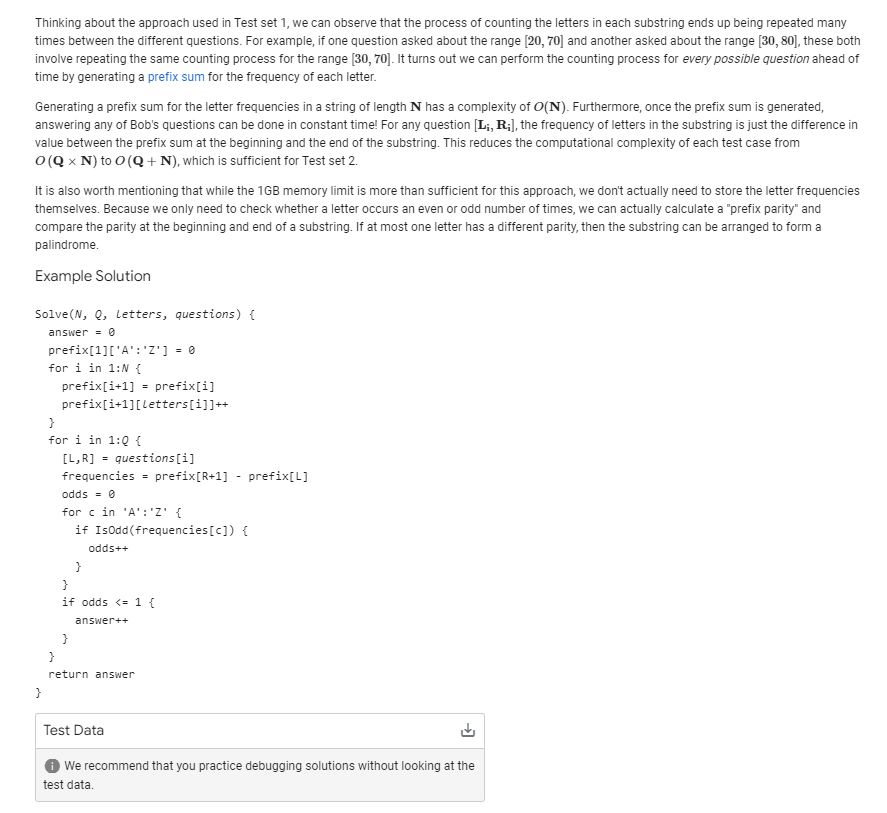 Thinking about the approach used in Test set 1, we can observe that the process of counting the letters in each substring ends up being repeated many
times between the different questions. For example, if one question asked about the range [20, 70] and another asked about the range [30, 80], these both
involve repeating the same counting process for the range [30, 70]. It turns out we can perform the counting process for every possible question ahead of
time by generating a prefix sum for the frequency of each letter.
Generating a prefix sum for the letter frequencies in a string of length N has a complexity of O(N). Furthermore, once the prefix sum is generated,
answering any of Bob's questions can be done in constant time! For any question [Lᵢ, Rᵢ], the frequency of letters in the substring is just the difference in
value between the prefix sum at the beginning and the end of the substring. This reduces the computational complexity of each test case from
O(Q × N) to O(Q + N), which is sufficient for Test set 2.
It is also worth mentioning that while the 1GB memory limit is more than sufficient for this approach, we don't actually need to store the letter frequencies
themselves. Because we only need to check whether a letter occurs an even or odd number of times, we can actually calculate a "prefix parity" and
compare the parity at the beginning and end of a substring. If at most one letter has a different parity, then the substring can be arranged to form a
palindrome.
Example Solution
Solve(N, Q, letters, questions) {
  answer = 0
  prefix[1]['A':'Z'] = 0
  for i in 1:N {
    prefix[i+1] = prefix[i]
    prefix[i+1][letters[i]]++
  }
  for i in 1:Q {
    [L,R] = questions[i]
    frequencies = prefix[R+1] - prefix[L]
    odds = 0
    for c in 'A':'Z' {
      if IsOdd(frequencies[c]) {
        odds++
      }
    }
    if odds <= 1 {
      answer++
    }
  }
  return answer
}
Test Data
We recommend that you practice debugging solutions without looking at the
test data.